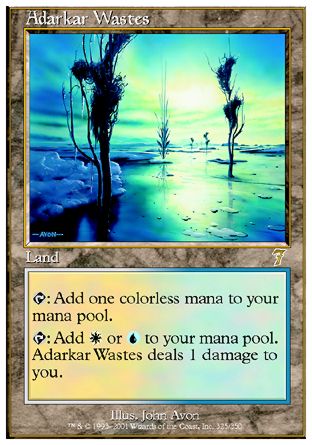 Adarkar Wastes
AVON
Land
: Add one colorless mana to your
mana pool.
: Add or to your mana pool.
Adarkar Wastes deals 1 damage to
you.
Illus. John Avon
™ & © 1993-2001 Wizards of the Coast, Inc. 325/350